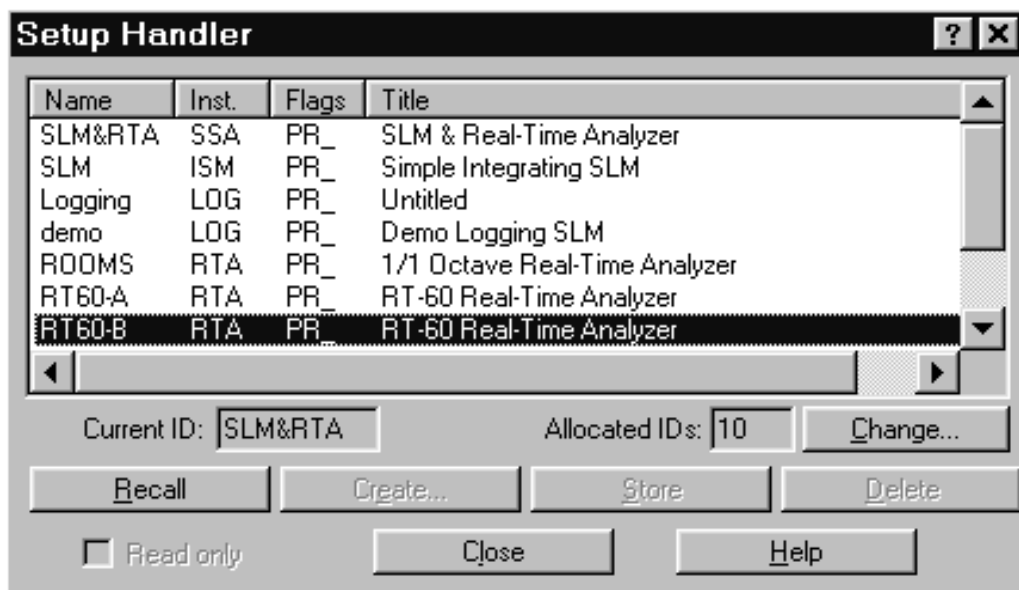 Setup Handler
Name Inst. Flags Title
SLM&RTA SSA PR_ SLM & Real-Time Analyzer
SLM ISM PR_ Simple Integrating SLM
Logging LOG PR_ Untitled
demo LOG PR_ Demo Logging SLM
ROOMS RTA PR_ 1/1 Octave Real-Time Analyzer
RT60-A RTA PR_ RT-60 Real-Time Analyzer
RT60-B RTA PR_ RT-60 Real-Time Analyzer
Current ID: SLM&RTA Allocated IDs: 10 Change...
Recall Create... Store Delete
Read only Close Help